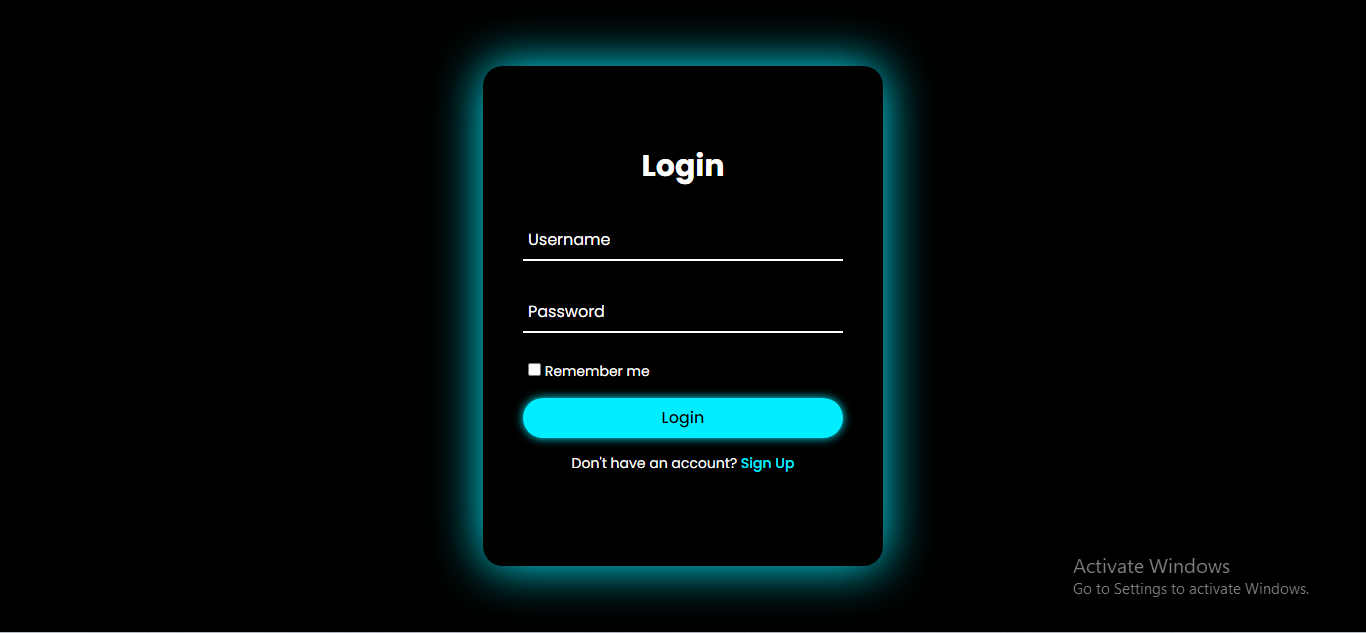 Login
Username
Password
Remember me
Login
Don't have an account? Sign Up
Activate Windows
Go to Settings to activate Windows.